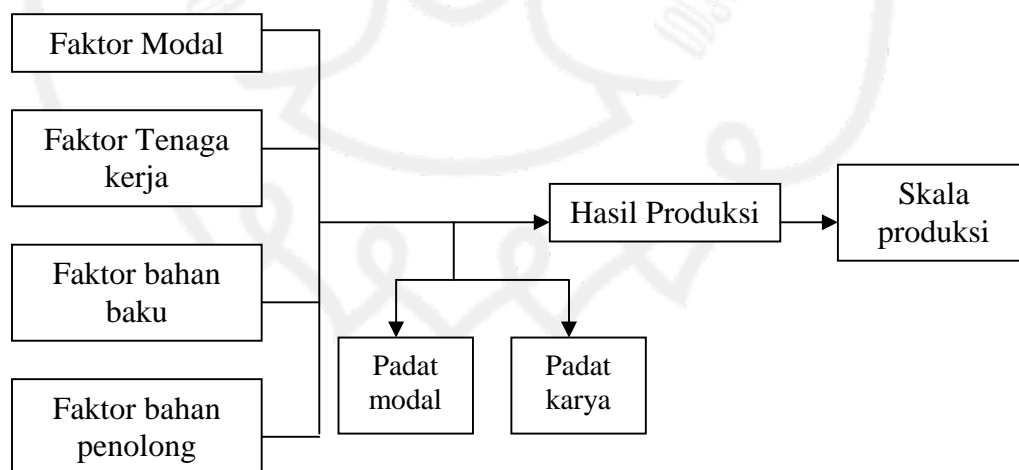 Faktor Modal
Faktor Tenaga
kerja
Faktor bahan
baku
Faktor bahan
penolong
Hasil Produksi
Skala
produksi
Padat
modal
Padat
karya